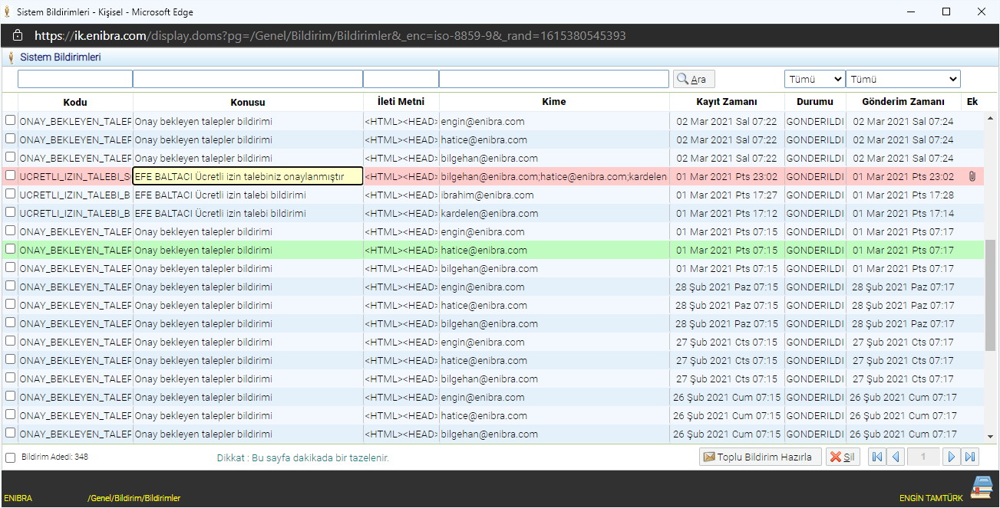 Sistem Bildirimleri - Kişisel - Microsoft Edge
https://ik.enibra.com/display.doms?pg=/Genel/Bildirim/Bildirimler&_enc=iso-8859-9&_rand=1615380545393
Sistem Bildirimleri
Ara Tümü Tümü
Kodu Konusu İleti Metni Kime Kayıt Zamanı Durumu Gönderim Zamanı Ek
ONAY_BEKLEYEN_TALEP Onay bekleyen talepler bildirimi <HTML><HEAD> engin@enibra.com 02 Mar 2021 Sal 07:22 GONDERILDI 02 Mar 2021 Sal 07:24
ONAY_BEKLEYEN_TALEP Onay bekleyen talepler bildirimi <HTML><HEAD> hatice@enibra.com 02 Mar 2021 Sal 07:22 GONDERILDI 02 Mar 2021 Sal 07:24
ONAY_BEKLEYEN_TALEP Onay bekleyen talepler bildirimi <HTML><HEAD> bilgehan@enibra.com 02 Mar 2021 Sal 07:22 GONDERILDI 02 Mar 2021 Sal 07:24
UCRETLI_IZIN_TALEBI_S EFE BALTACI Ücretli izin talebiniz onaylanmıştır <HTML><HEAD> bilgehan@enibra.com;hatice@enibra.com;kardelen 01 Mar 2021 Pts 23:02 GONDERILDI 01 Mar 2021 Pts 23:02
UCRETLI_IZIN_TALEBI_B EFE BALTACI Ücretli izin talebi bildirimi <HTML><HEAD> ibrahim@enibra.com 01 Mar 2021 Pts 17:27 GONDERILDI 01 Mar 2021 Pts 17:28
UCRETLI_IZIN_TALEBI_B EFE BALTACI Ücretli izin talebi bildirimi <HTML><HEAD> kardelen@enibra.com 01 Mar 2021 Pts 17:12 GONDERILDI 01 Mar 2021 Pts 17:14
ONAY_BEKLEYEN_TALEP Onay bekleyen talepler bildirimi <HTML><HEAD> engin@enibra.com 01 Mar 2021 Pts 07:15 GONDERILDI 01 Mar 2021 Pts 07:17
ONAY_BEKLEYEN_TALEP Onay bekleyen talepler bildirimi <HTML><HEAD> hatice@enibra.com 01 Mar 2021 Pts 07:15 GONDERILDI 01 Mar 2021 Pts 07:17
ONAY_BEKLEYEN_TALEP Onay bekleyen talepler bildirimi <HTML><HEAD> bilgehan@enibra.com 01 Mar 2021 Pts 07:15 GONDERILDI 01 Mar 2021 Pts 07:17
ONAY_BEKLEYEN_TALEP Onay bekleyen talepler bildirimi <HTML><HEAD> engin@enibra.com 28 Şub 2021 Paz 07:15 GONDERILDI 28 Şub 2021 Paz 07:17
ONAY_BEKLEYEN_TALEP Onay bekleyen talepler bildirimi <HTML><HEAD> hatice@enibra.com 28 Şub 2021 Paz 07:15 GONDERILDI 28 Şub 2021 Paz 07:17
ONAY_BEKLEYEN_TALEP Onay bekleyen talepler bildirimi <HTML><HEAD> bilgehan@enibra.com 28 Şub 2021 Paz 07:15 GONDERILDI 28 Şub 2021 Paz 07:17
ONAY_BEKLEYEN_TALEP Onay bekleyen talepler bildirimi <HTML><HEAD> engin@enibra.com 27 Şub 2021 Cts 07:15 GONDERILDI 27 Şub 2021 Cts 07:17
ONAY_BEKLEYEN_TALEP Onay bekleyen talepler bildirimi <HTML><HEAD> hatice@enibra.com 27 Şub 2021 Cts 07:15 GONDERILDI 27 Şub 2021 Cts 07:17
ONAY_BEKLEYEN_TALEP Onay bekleyen talepler bildirimi <HTML><HEAD> bilgehan@enibra.com 27 Şub 2021 Cts 07:15 GONDERILDI 27 Şub 2021 Cts 07:17
ONAY_BEKLEYEN_TALEP Onay bekleyen talepler bildirimi <HTML><HEAD> engin@enibra.com 26 Şub 2021 Cum 07:15 GONDERILDI 26 Şub 2021 Cum 07:17
ONAY_BEKLEYEN_TALEP Onay bekleyen talepler bildirimi <HTML><HEAD> hatice@enibra.com 26 Şub 2021 Cum 07:15 GONDERILDI 26 Şub 2021 Cum 07:17
ONAY_BEKLEYEN_TALEP Onay bekleyen talepler bildirimi <HTML><HEAD> bilgehan@enibra.com 26 Şub 2021 Cum 07:15 GONDERILDI 26 Şub 2021 Cum 07:17
Bildirim Adedi: 348 Dikkat : Bu sayfa dakikada bir tazelenir. Toplu Bildirim Hazırla Sil 1
ENIBRA /Genel/Bildirim/Bildirimler ENGİN TAMTÜRK